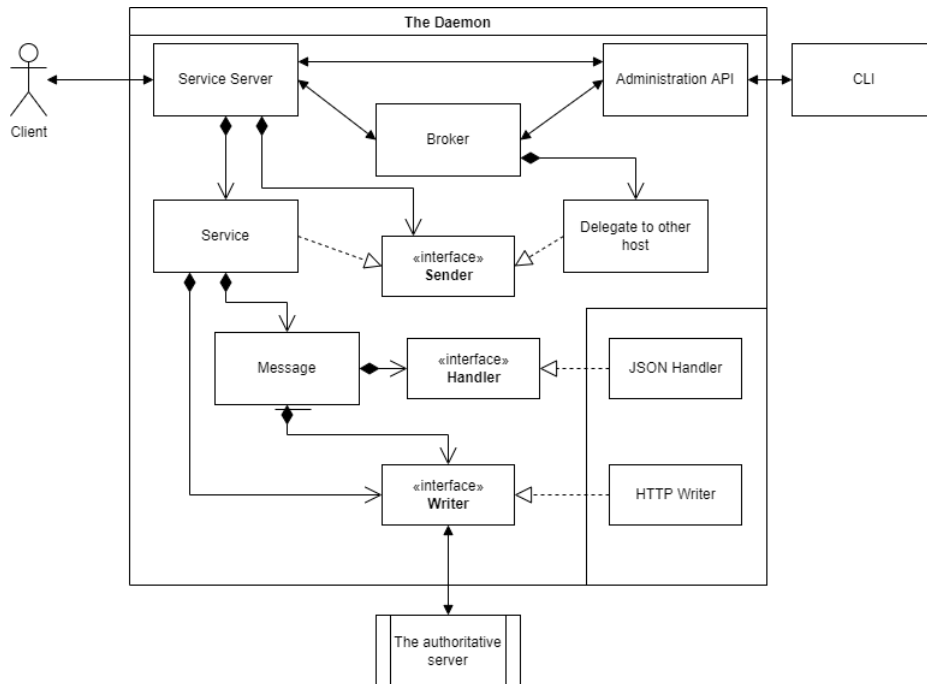 The Daemon
Service Server
Administration API
CLI
Client
Broker
Service
«interface»
Sender
Delegate to other
host
Message
«interface»
Handler
JSON Handler
«interface»
Writer
HTTP Writer
The authoritative
server